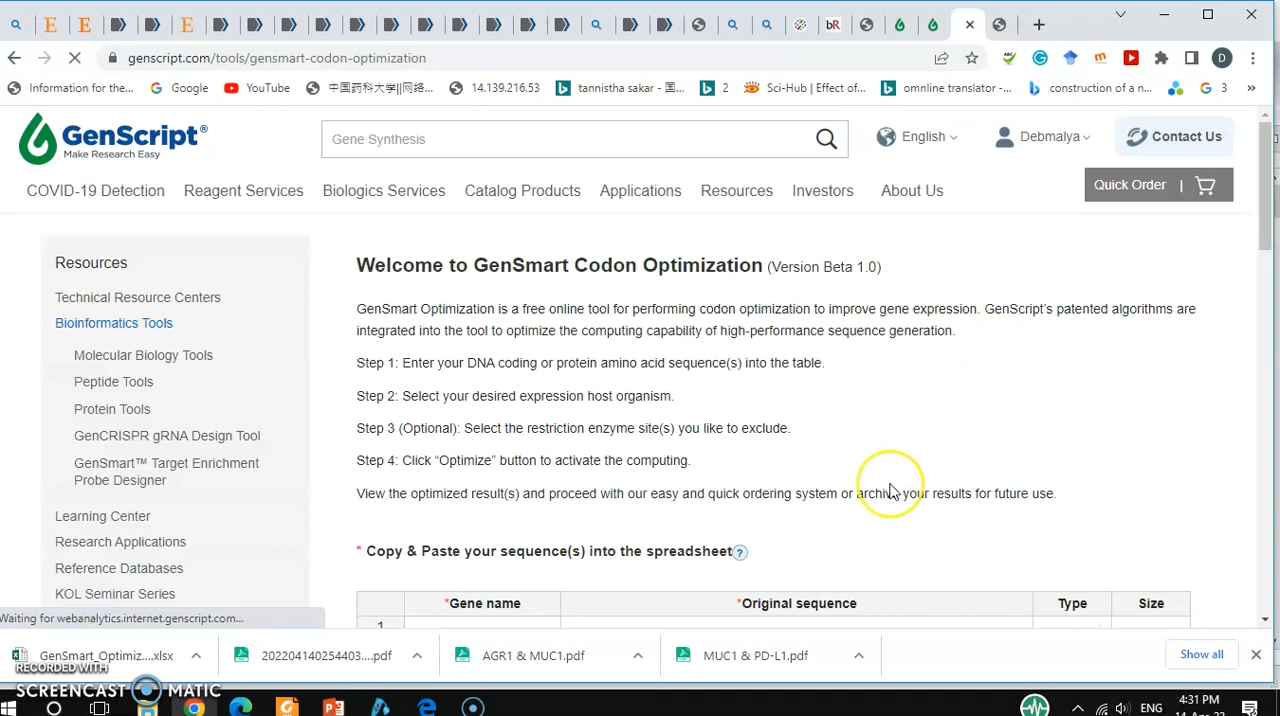 bR
genscript.com/tools/gensmart-codon-optimization
D
Information for the...
Google
YouTube
中国药科大学||网络...
14.139.216.53
tannistha sakar - 国...
2
Sci-Hub | Effect of...
omnline translator -...
construction of a n...
3
»
GenScript®
Make Research Easy
Gene Synthesis
English
Debmalya
Contact Us
COVID-19 Detection
Reagent Services
Biologics Services
Catalog Products
Applications
Resources
Investors
About Us
Quick Order |
Resources
Technical Resource Centers
Bioinformatics Tools
Molecular Biology Tools
Peptide Tools
Protein Tools
GenCRISPR gRNA Design Tool
GenSmart™ Target Enrichment
Probe Designer
Learning Center
Research Applications
Reference Databases
KOL Seminar Series
Welcome to GenSmart Codon Optimization (Version Beta 1.0)
GenSmart Optimization is a free online tool for performing codon optimization to improve gene expression. GenScript's patented algorithms are
integrated into the tool to optimize the computing capability of high-performance sequence generation.
Step 1: Enter your DNA coding or protein amino acid sequence(s) into the table.
Step 2: Select your desired expression host organism.
Step 3 (Optional): Select the restriction enzyme site(s) you like to exclude.
Step 4: Click “Optimize” button to activate the computing.
View the optimized result(s) and proceed with our easy and quick ordering system or archive your results for future use.
* Copy & Paste your sequence(s) into the spreadsheet ?
*Gene name
*Original sequence
Type
Size
1
Waiting for webanalytics.internet.genscript.com...
GenSmart_Optimiz....xlsx
202204140254403....pdf
AGR1 & MUC1.pdf
MUC1 & PD-L1.pdf
Show all
RECORDED WITH
SCREENCAST MATIC
ENG
4:31 PM